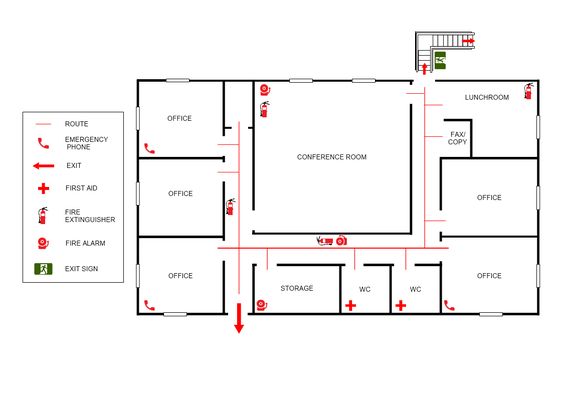 ROUTE
EMERGENCY
PHONE
EXIT
FIRST AID
FIRE
EXTINGUISHER
FIRE ALARM
EXIT SIGN
OFFICE
OFFICE
OFFICE
CONFERENCE ROOM
LUNCHROOM
FAX/
COPY
OFFICE
OFFICE
STORAGE
WC
WC